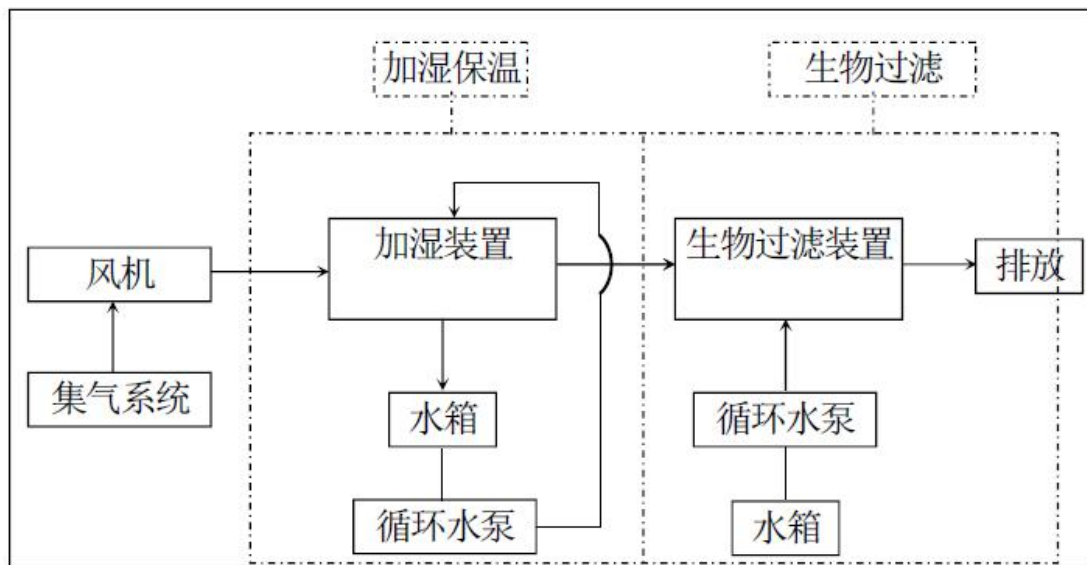 加湿保温
生物过滤
加湿装置
生物过滤装置
风机
排放
集气系统
水箱
循环水泵
循环水泵
水箱